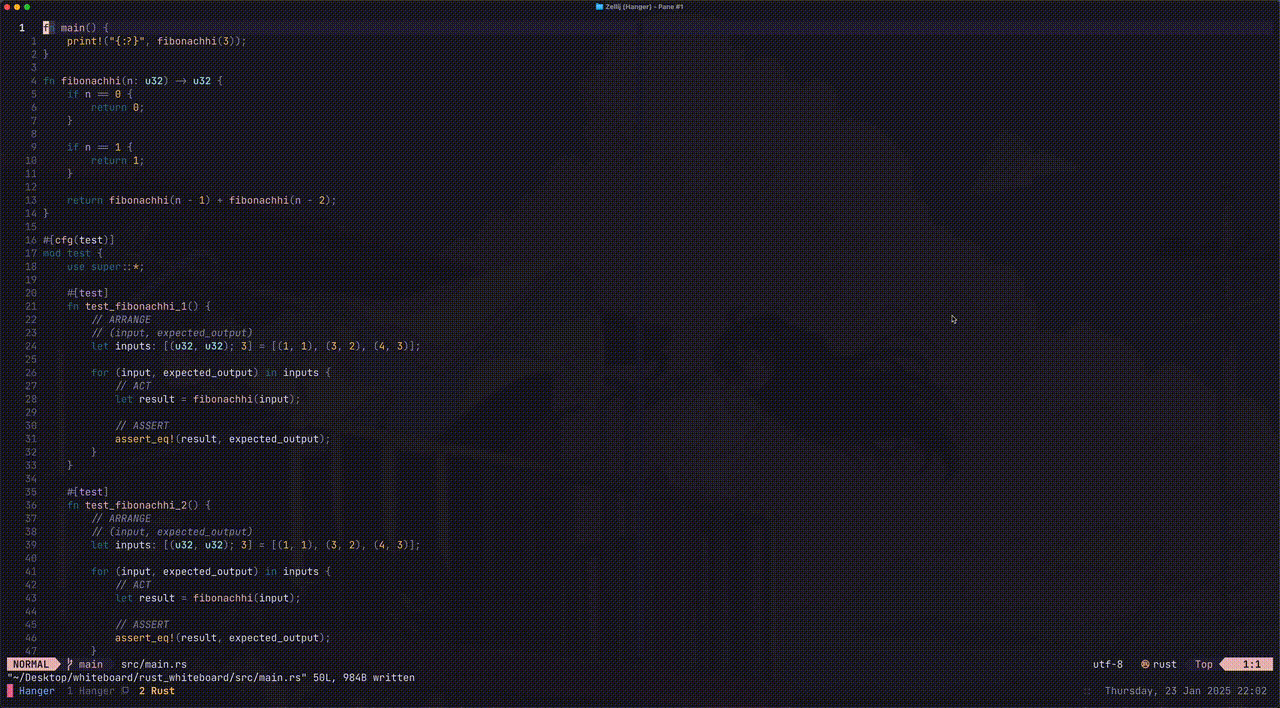 Zellij (Hanger) - Pane #1
1 fn main() {
1 print!("{:?}", fibonachhi(3));
2 }
3
4 fn fibonachhi(n: u32) -> u32 {
5 if n == 0 {
6 return 0;
7 }
8
9 if n == 1 {
10 return 1;
11 }
12
13 return fibonachhi(n - 1) + fibonachhi(n - 2);
14 }
15
16 #[cfg(test)]
17 mod test {
18 use super::*;
19
20 #[test]
21 fn test_fibonachhi_1() {
22 // ARRANGE
23 // (input, expected_output)
24 let inputs: [(u32, u32); 3] = [(1, 1), (3, 2), (4, 3)];
25
26 for (input, expected_output) in inputs {
27 // ACT
28 let result = fibonachhi(input);
29
30 // ASSERT
31 assert_eq!(result, expected_output);
32 }
33 }
34
35 #[test]
36 fn test_fibonachhi_2() {
37 // ARRANGE
38 // (input, expected_output)
39 let inputs: [(u32, u32); 3] = [(1, 1), (3, 2), (4, 3)];
40
41 for (input, expected_output) in inputs {
42 // ACT
43 let result = fibonachhi(input);
44
45 // ASSERT
46 assert_eq!(result, expected_output);
47 }
NORMAL main src/main.rs utf-8 rust Top 1:1
"~/Desktop/whiteboard/rust_whiteboard/src/main.rs" 50L, 984B written
Hanger 1 Hanger 2 Rust Thursday, 23 Jan 2025 22:02